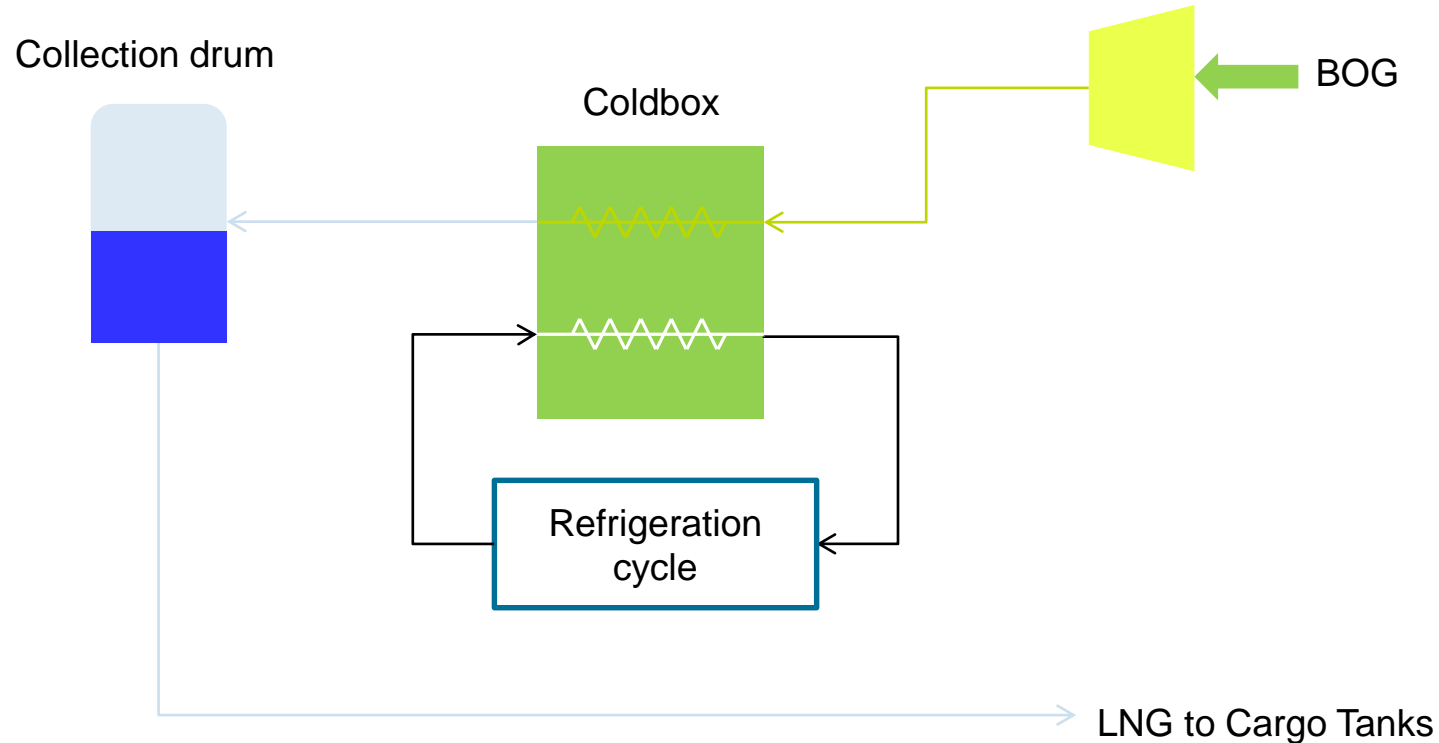 Collection drum
Coldbox
BOG
Refrigeration
cycle
LNG to Cargo Tanks